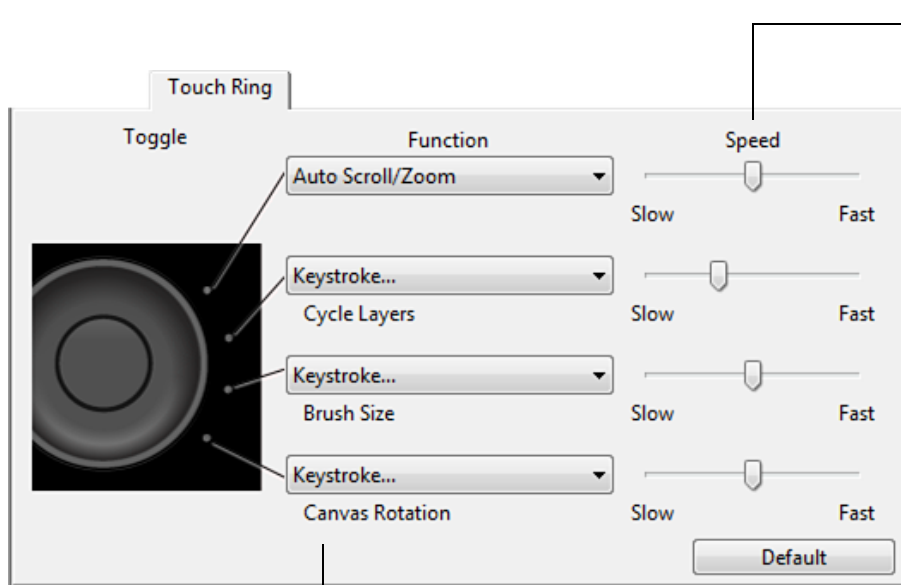 Touch Ring
Toggle Function Speed
Auto Scroll/Zoom
Slow Fast
Keystroke...
Cycle Layers Slow Fast
Keystroke...
Brush Size Slow Fast
Keystroke...
Canvas Rotation Slow Fast
Default